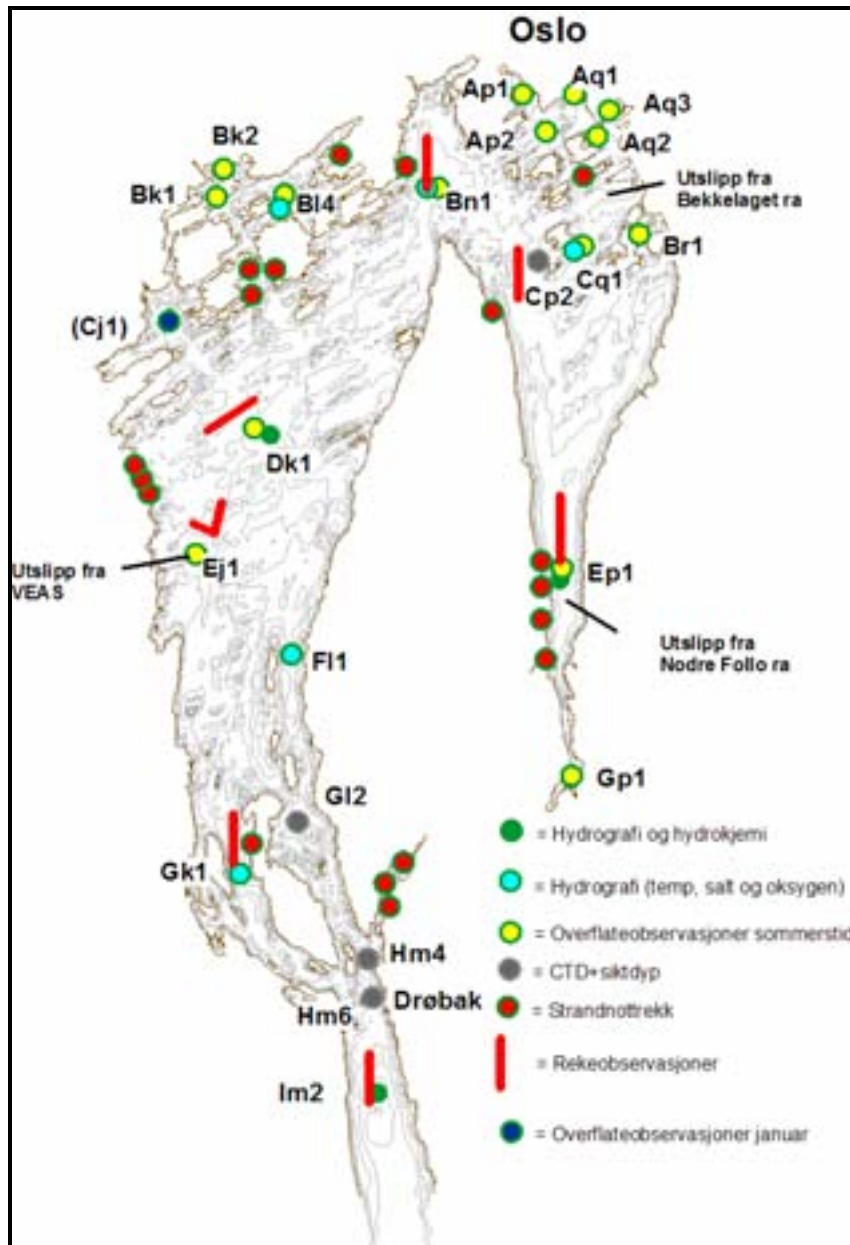 Oslo
Ap1
Aq1
Aq3
Ap2
Aq2
Bk2
Bk1
Bl4
Bn1
Utslipp fra
Bekkelaget ra
Br1
Cq1
Cp2
(Cj1)
Dk1
Utslipp fra
VEAS
Ej1
Ep1
Utslipp fra
Nodre Follo ra
Fl1
Gp1
Gl2
Gk1
Hm4
Hm6
Drøbak
Im2
= Hydrografi og hydrokjemi
= Hydrografi (temp, salt og oksygen)
= Overflateobservasjoner sommerstid
= CTD+siktdyp
= Strandnottrekk
= Rekeobservasjoner
= Overflateobservasjoner januar